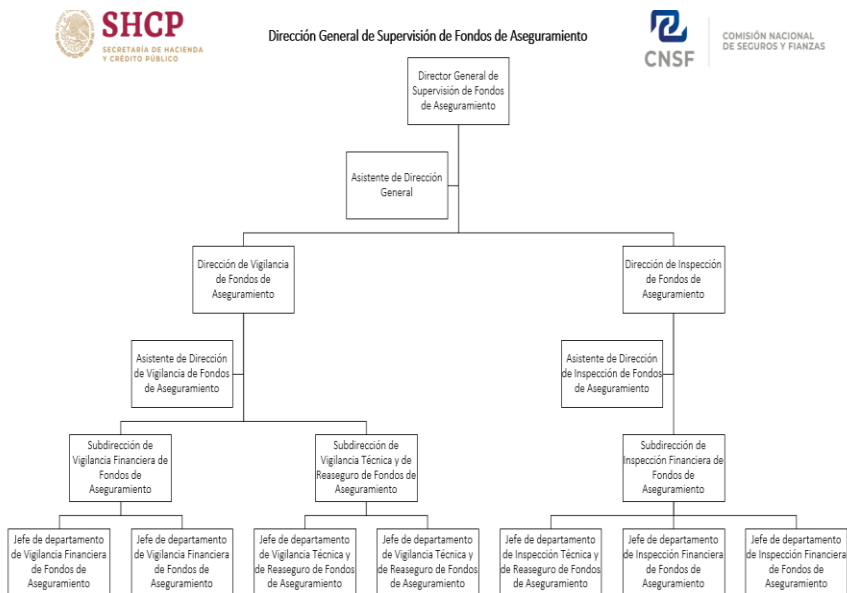 SHCP
SECRETARÍA DE HACIENDA
Y CRÉDITO PÚBLICO
Dirección General de Supervisión de Fondos de Aseguramiento
CNSF
COMISIÓN NACIONAL
DE SEGUROS Y FIANZAS
Director General de
Supervisión de Fondos
de Aseguramiento
Asistente de Dirección
General
Dirección de Vigilancia
de Fondos de
Aseguramiento
Dirección de Inspección
de Fondos de
Aseguramiento
Asistente de Dirección
de Vigilancia de Fondos
de Aseguramiento
Asistente de Dirección
de Inspección de Fondos
de Aseguramiento
Subdirección de
Vigilancia Financiera de
Fondos de
Aseguramiento
Subdirección de
Vigilancia Técnica y de
Reaseguro de Fondos de
Aseguramiento
Subdirección de
Inspección Financiera de
Fondos de
Aseguramiento
Jefe de departamento
de Vigilancia Financiera
de Fondos de
Aseguramiento
Jefe de departamento
de Vigilancia Financiera
de Fondos de
Aseguramiento
Jefe de departamento
de Vigilancia Técnica y
de Reaseguro de Fondos
de Aseguramiento
Jefe de departamento
de Vigilancia Técnica y
de Reaseguro de Fondos
de Aseguramiento
Jefe de departamento
de Inspección Técnica y
de Reaseguro de Fondos
de Aseguramiento
Jefe de departamento
de Inspección Financiera
de Fondos de
Aseguramiento
Jefe de departamento
de Inspección Financiera
de Fondos de
Aseguramiento